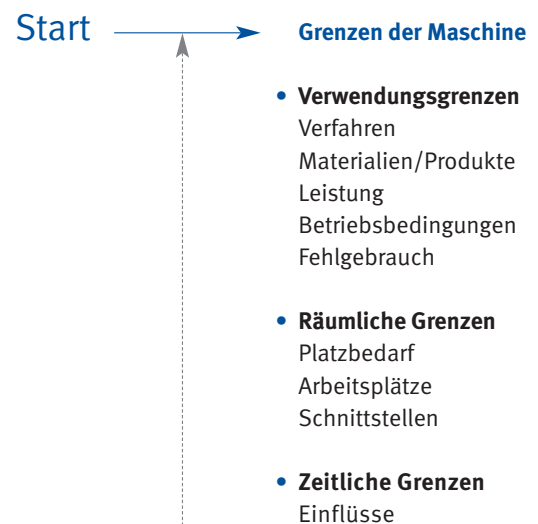 Start
Grenzen der Maschine
• Verwendungsgrenzen
Verfahren
Materialien/Produkte
Leistung
Betriebsbedingungen
Fehlgebrauch
• Räumliche Grenzen
Platzbedarf
Arbeitsplätze
Schnittstellen
• Zeitliche Grenzen
Einflüsse